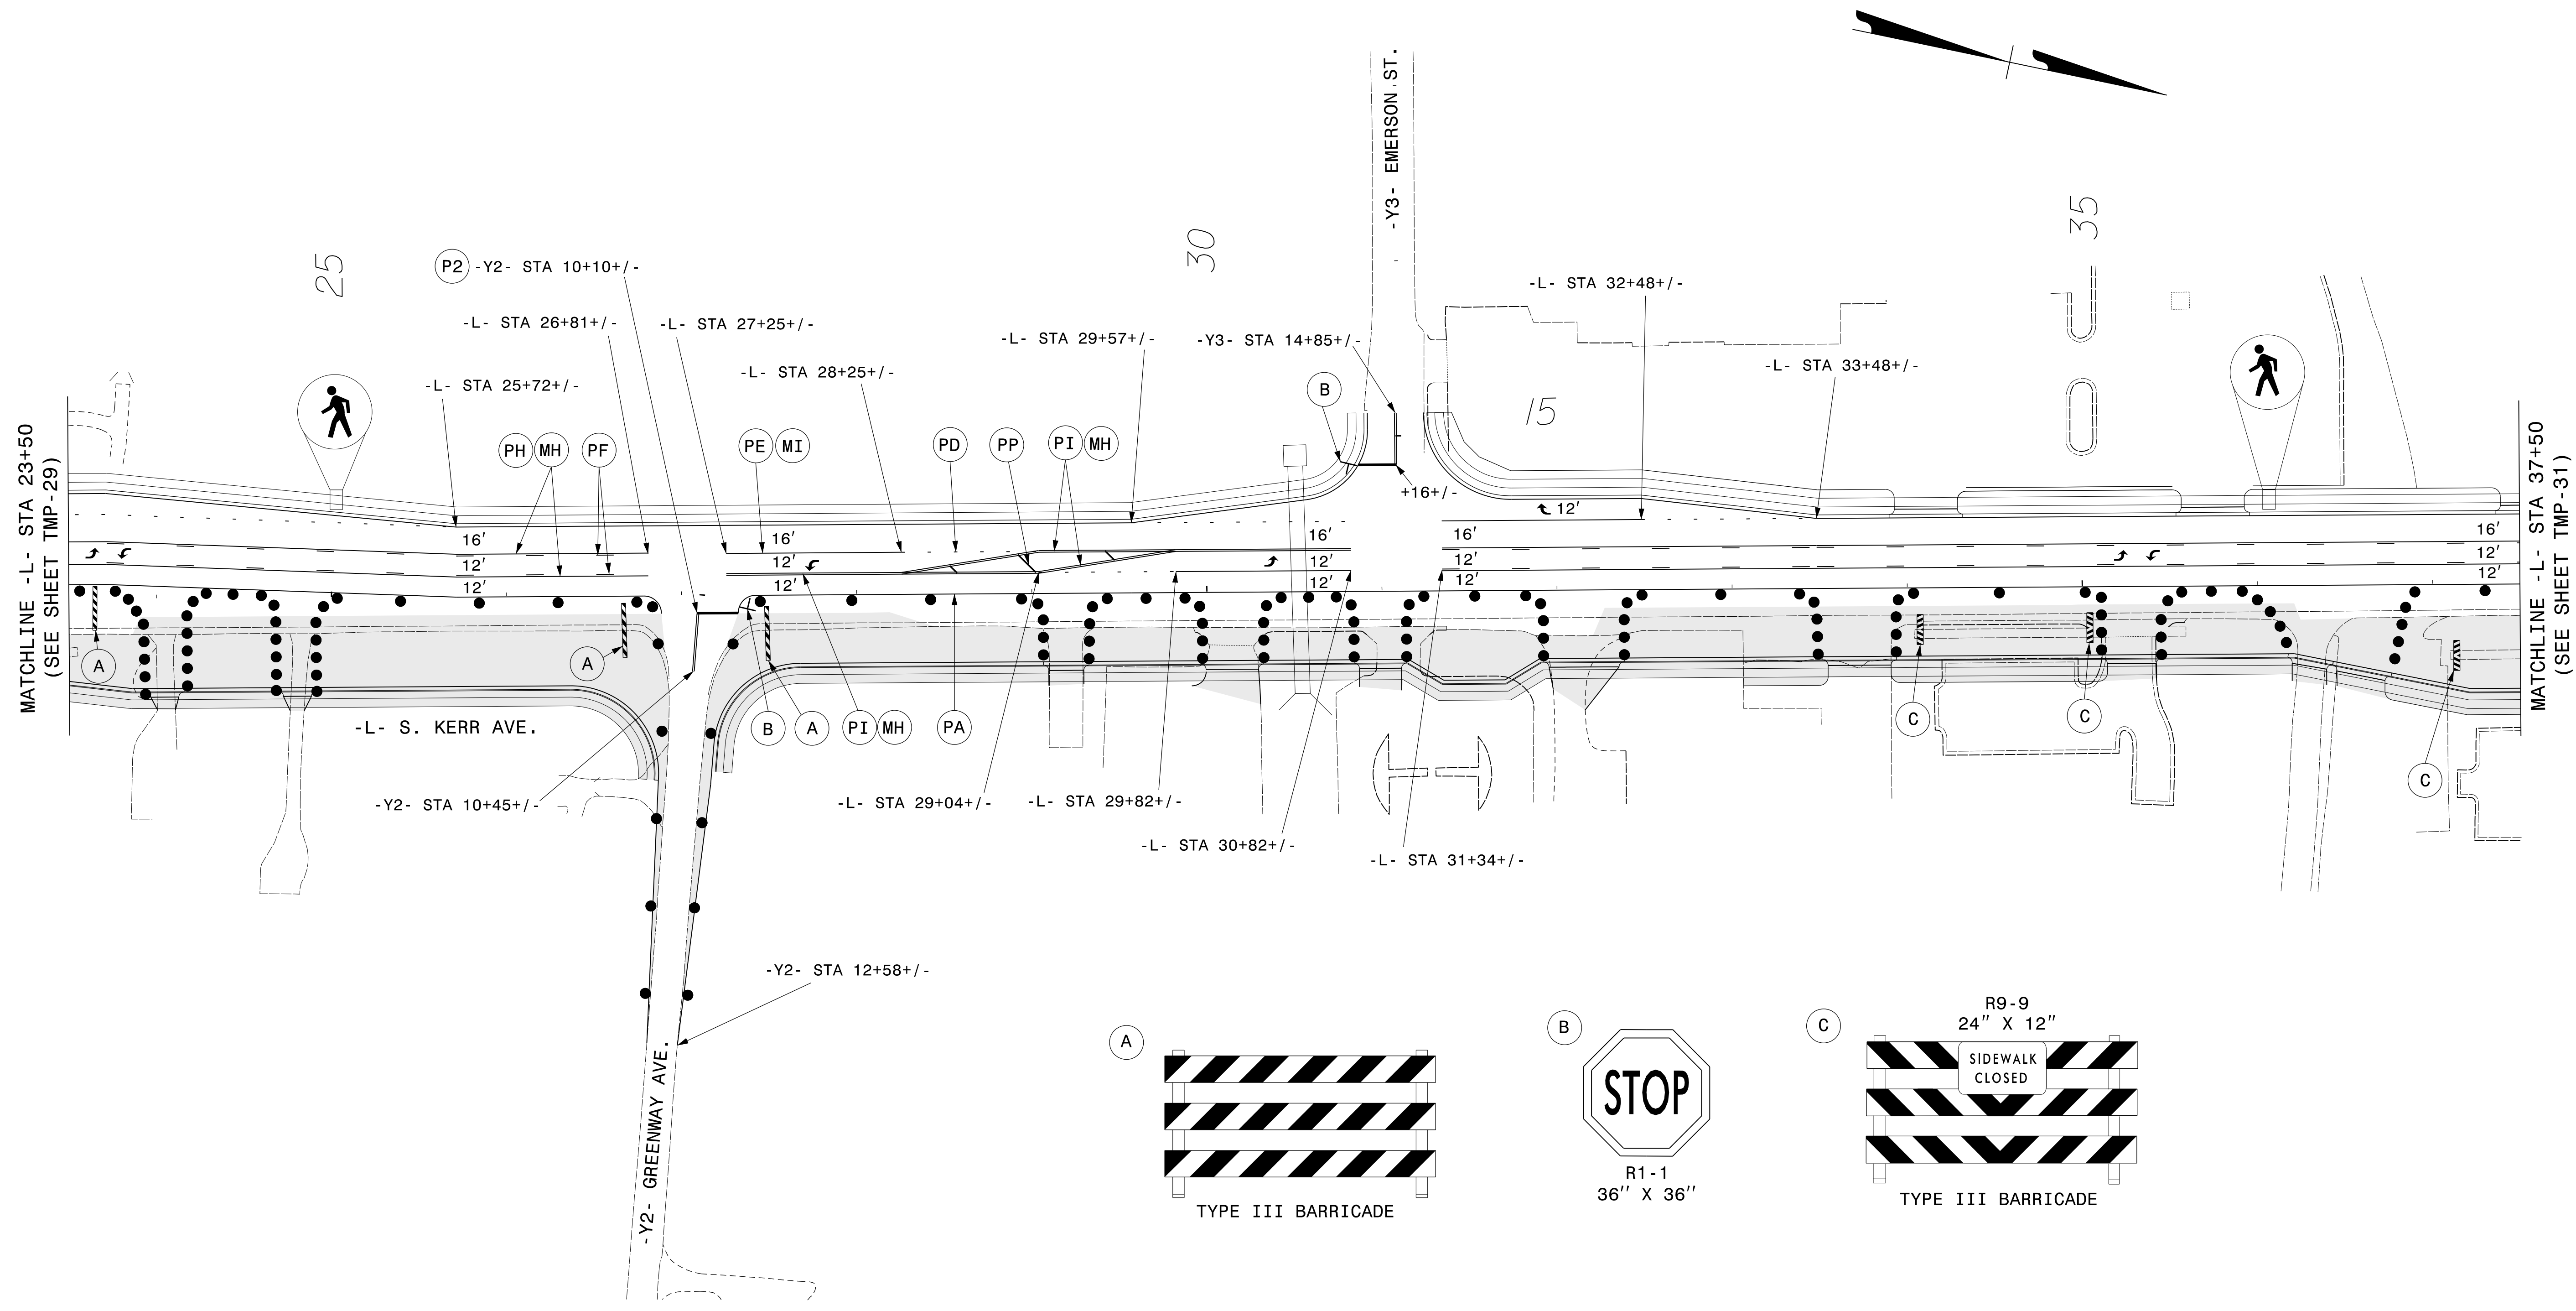 -Y3- EMERSON ST.
25
30
35
15
P2 -Y2- STA 10+10+/-
-L- STA 26+81+/-
-L- STA 27+25+/-
-L- STA 25+72+/-
-L- STA 28+25+/-
-L- STA 29+57+/-
-Y3- STA 14+85+/-
-L- STA 32+48+/-
-L- STA 33+48+/-
B
PH MH PF
PE MI
PD PP PI MH
+16+/-
MATCHLINE -L- STA 23+50
(SEE SHEET TMP-29)
MATCHLINE -L- STA 37+50
(SEE SHEET TMP-31)
16' 16' 16' 16' 12' 16'
12' 12' 12' 12' 12'
12' 12' 12' 12' 12'
A
A
-L- S. KERR AVE.
B A PI MH PA
C
C
C
-Y2- STA 10+45+/-
-L- STA 29+04+/-
-L- STA 29+82+/-
-L- STA 30+82+/-
-L- STA 31+34+/-
-Y2- STA 12+58+/-
-Y2- GREENWAY AVE.
A
TYPE III BARRICADE
B
STOP
R1-1
36" X 36"
C
R9-9
24" X 12"
SIDEWALK
CLOSED
TYPE III BARRICADE